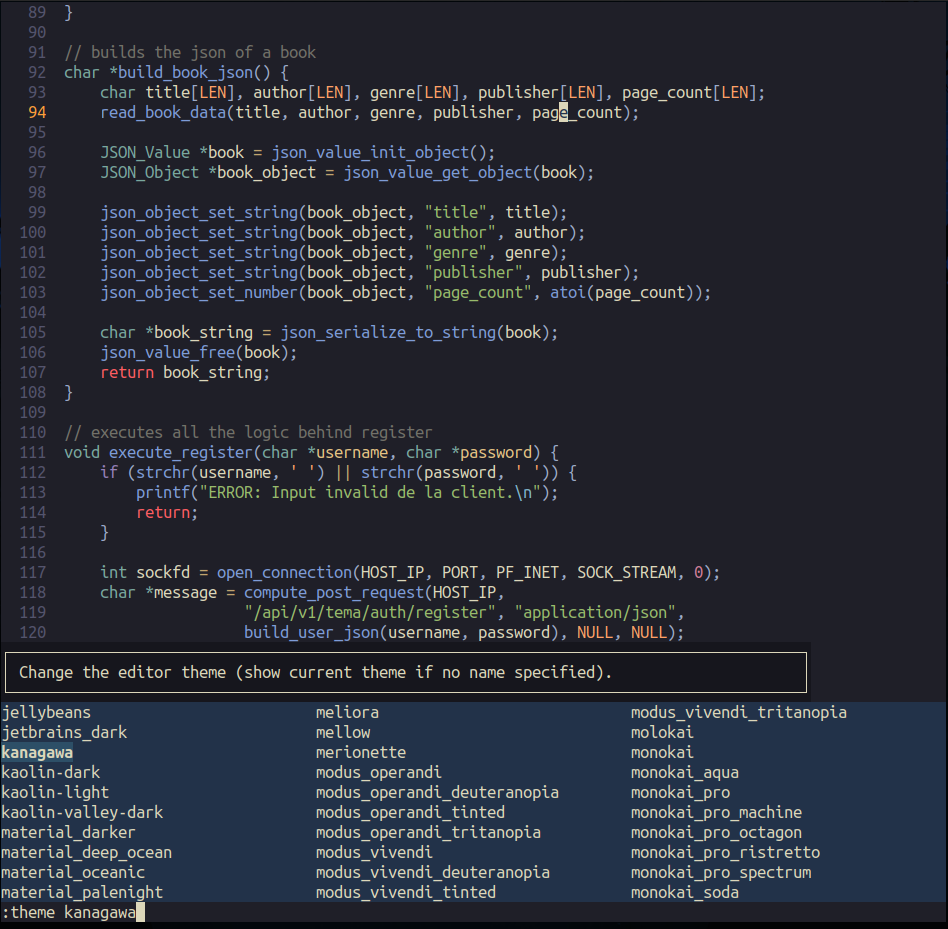 89 }
90
91 // builds the json of a book
92 char *build_book_json() {
93     char title[LEN], author[LEN], genre[LEN], publisher[LEN], page_count[LEN];
94     read_book_data(title, author, genre, publisher, page_count);
95
96     JSON_Value *book = json_value_init_object();
97     JSON_Object *book_object = json_value_get_object(book);
98
99     json_object_set_string(book_object, "title", title);
100     json_object_set_string(book_object, "author", author);
101     json_object_set_string(book_object, "genre", genre);
102     json_object_set_string(book_object, "publisher", publisher);
103     json_object_set_number(book_object, "page_count", atoi(page_count));
104
105     char *book_string = json_serialize_to_string(book);
106     json_value_free(book);
107     return book_string;
108 }
109
110 // executes all the logic behind register
111 void execute_register(char *username, char *password) {
112     if (strchr(username, ' ') || strchr(password, ' ')) {
113         printf("ERROR: Input invalid de la client.\n");
114         return;
115     }
116
117     int sockfd = open_connection(HOST_IP, PORT, PF_INET, SOCK_STREAM, 0);
118     char *message = compute_post_request(HOST_IP,
119                     "/api/v1/tema/auth/register", "application/json",
120                     build_user_json(username, password), NULL, NULL);
Change the editor theme (show current theme if no name specified).
jellybeans meliora modus_vivendi_tritanopia
jetbrains_dark mellow molokai
kanagawa merionette monokai
kaolin-dark modus_operandi monokai_aqua
kaolin-light modus_operandi_deuteranopia monokai_pro
kaolin-valley-dark modus_operandi_tinted monokai_pro_machine
material_darker modus_operandi_tritanopia monokai_pro_octagon
material_deep_ocean modus_vivendi monokai_pro_ristretto
material_oceanic modus_vivendi_deuteranopia monokai_pro_spectrum
material_palenight modus_vivendi_tinted monokai_soda
:theme kanagawa